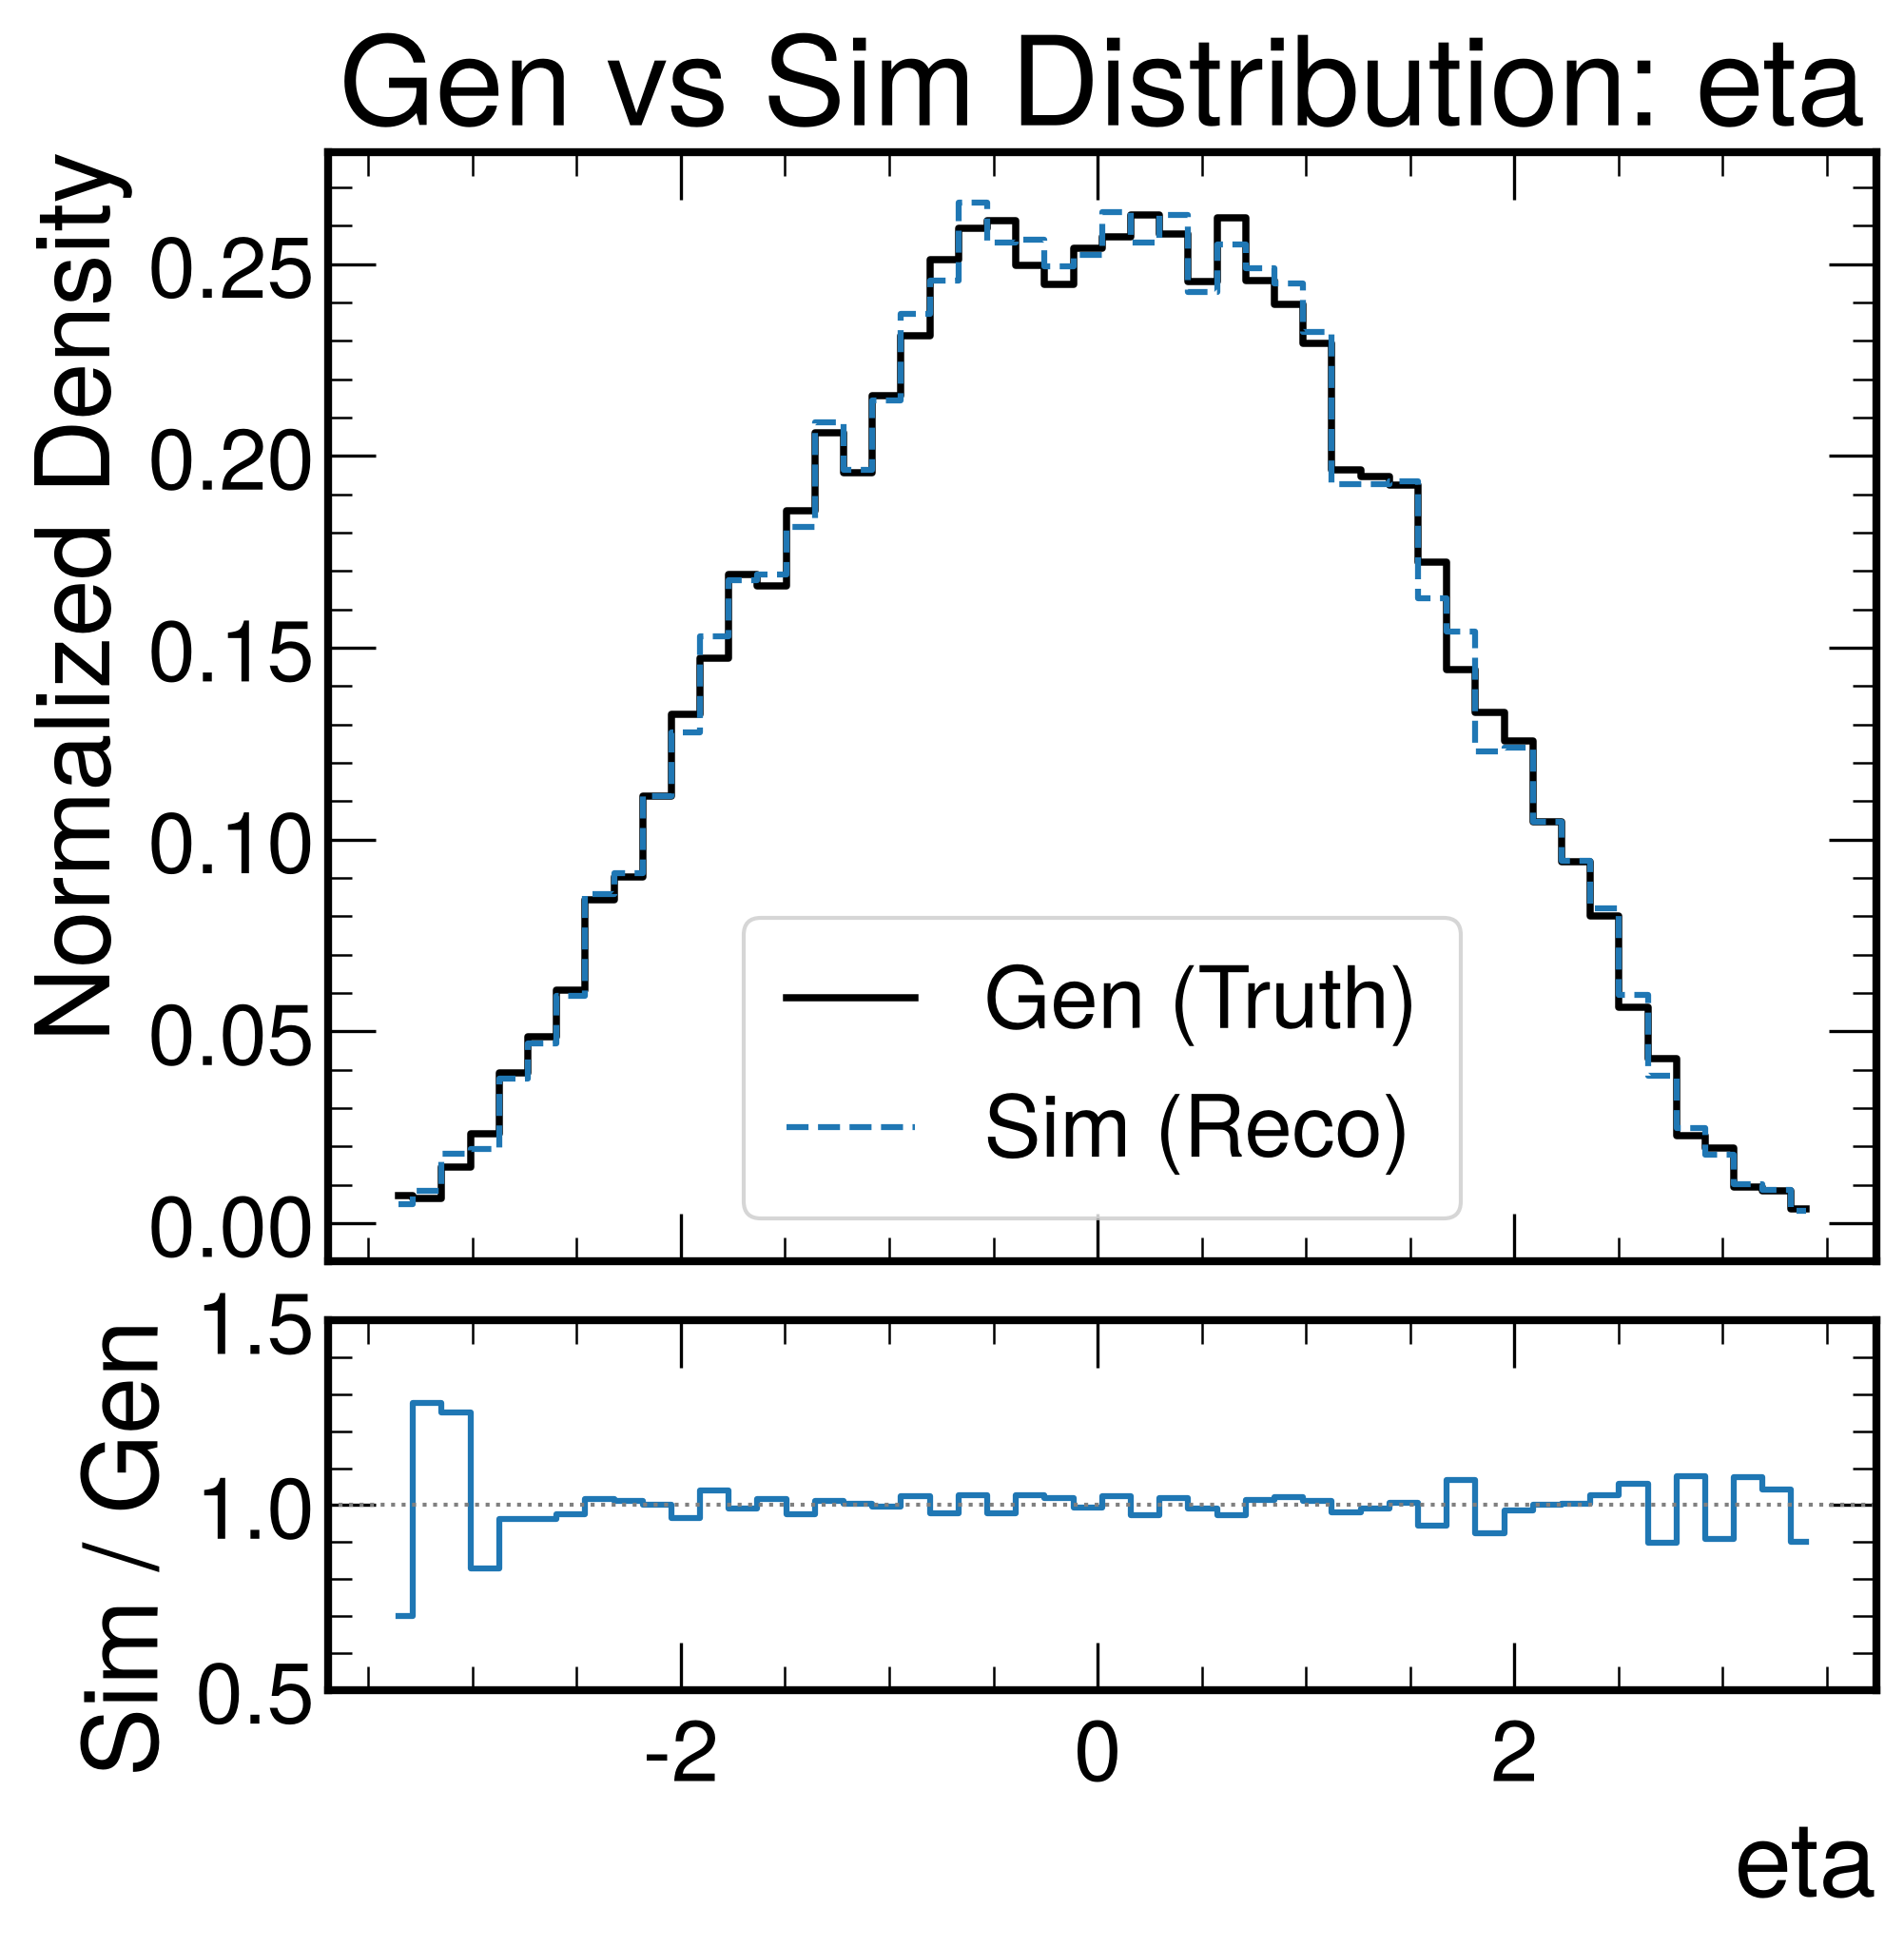 Gen vs Sim Distribution: eta
Normalized Density
0.25
0.20
0.15
0.10
0.05
0.00
Gen (Truth)
Sim (Reco)
Sim / Gen
1.5
1.0
0.5
-2 0 2
eta